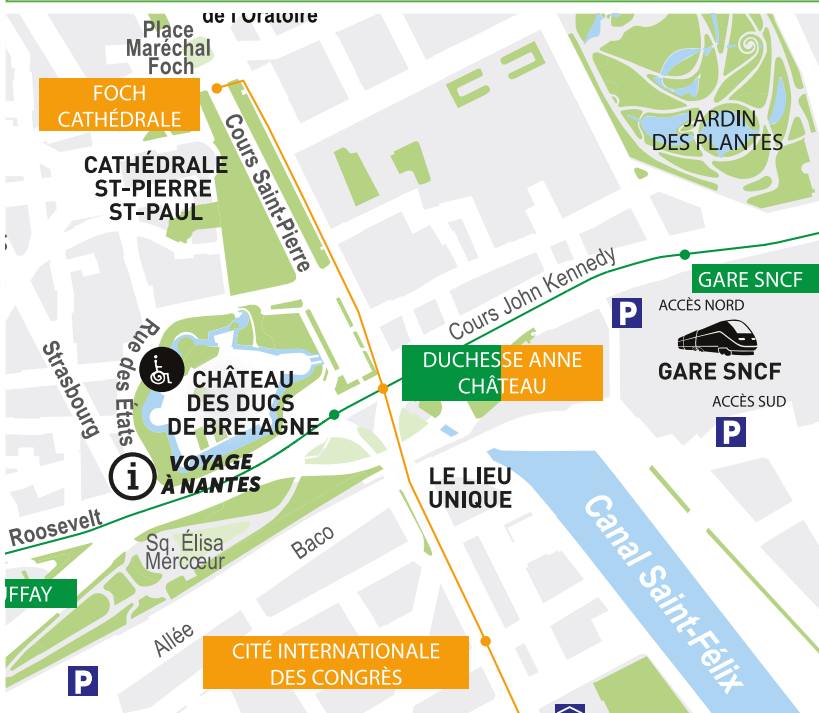 de l'Oratoire
Place
Maréchal
Foch
FOCH
CATHÉDRALE
Cours Saint-Pierre
JARDIN
DES PLANTES
CATHÉDRALE
ST-PIERRE
ST-PAUL
Cours John Kennedy
GARE SNCF
P
ACCÈS NORD
GARE SNCF
ACCÈS SUD
P
Rue des États
Strasbourg
DUCHESSE ANNE
CHÂTEAU
CHÂTEAU
DES DUCS
DE BRETAGNE
i
VOYAGE
À NANTES
LE LIEU
UNIQUE
Roosevelt
Sq. Élisa
Mercœur
Baco
Canal Saint-Félix
UFFAY
Allée
CITÉ INTERNATIONALE
DES CONGRÈS
P